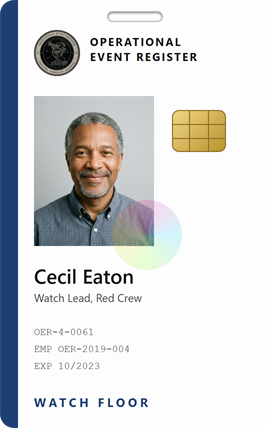 OPERATIONAL
EVENT REGISTER
Cecil Eaton
Watch Lead, Red Crew
OER-4-0061
EMP OER-2019-004
EXP 10/2023
WATCH FLOOR